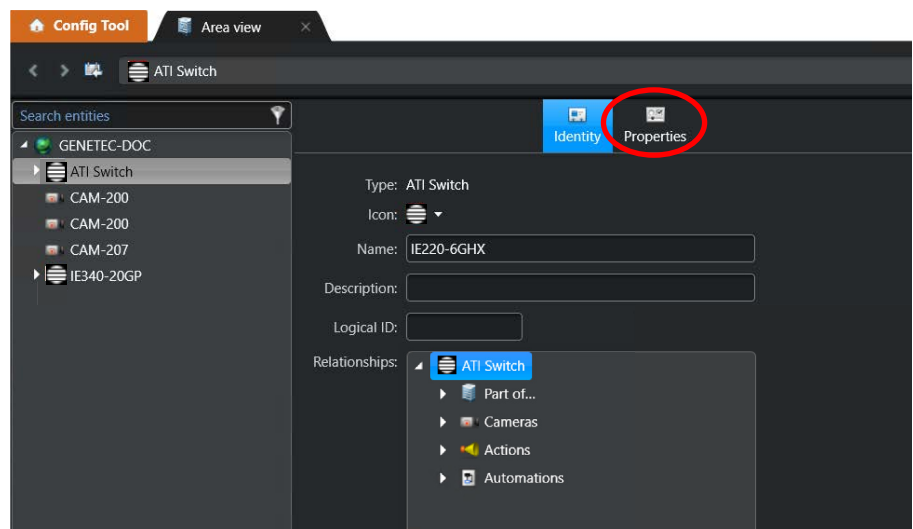 Config Tool
Area view
ATI Switch
Search entities
GENETEC-DOC
ATI Switch
CAM-200
CAM-200
CAM-207
IE340-20GP
Identity
Properties
Type: ATI Switch
Icon:
Name: IE220-6GHX
Description:
Logical ID:
Relationships:
ATI Switch
Part of...
Cameras
Actions
Automations